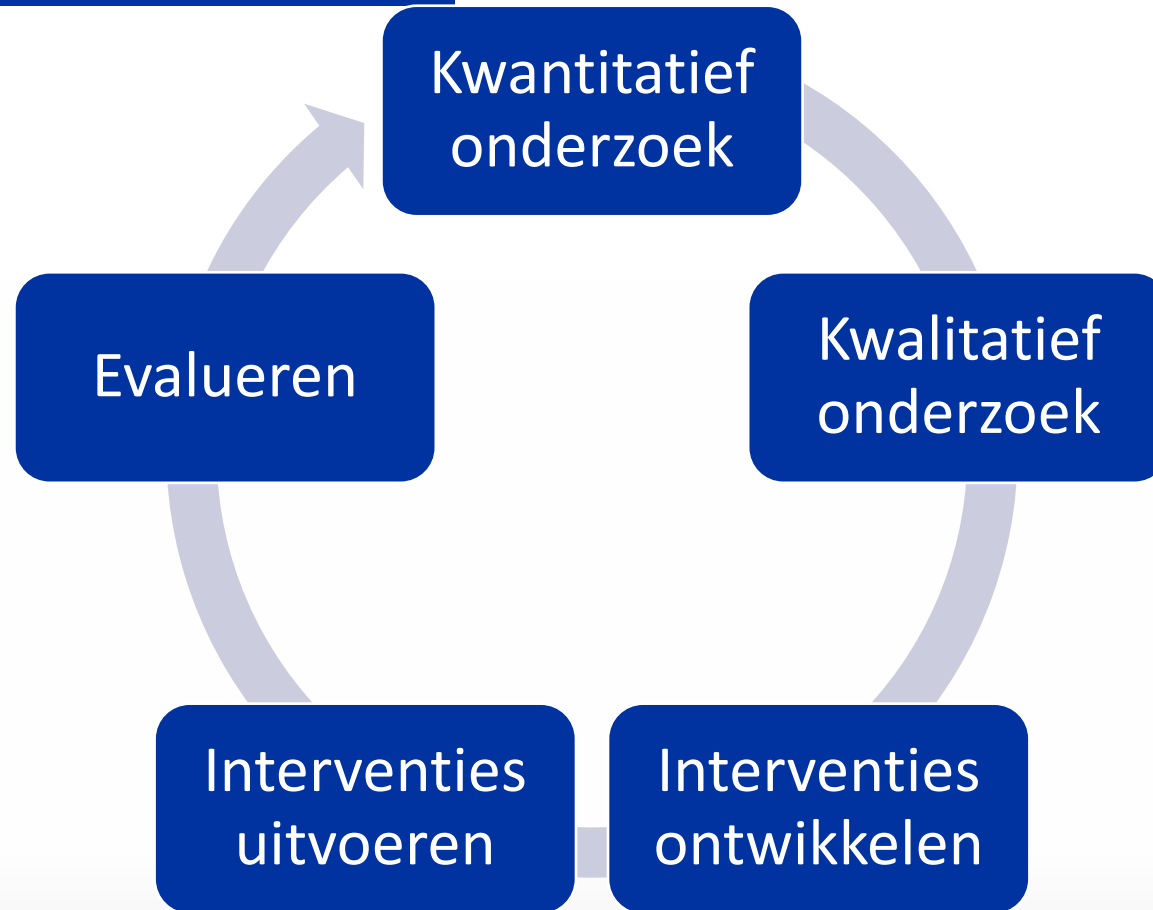 Kwantitatief
onderzoek
Kwalitatief
onderzoek
Interventies
ontwikkelen
Interventies
uitvoeren
Evalueren